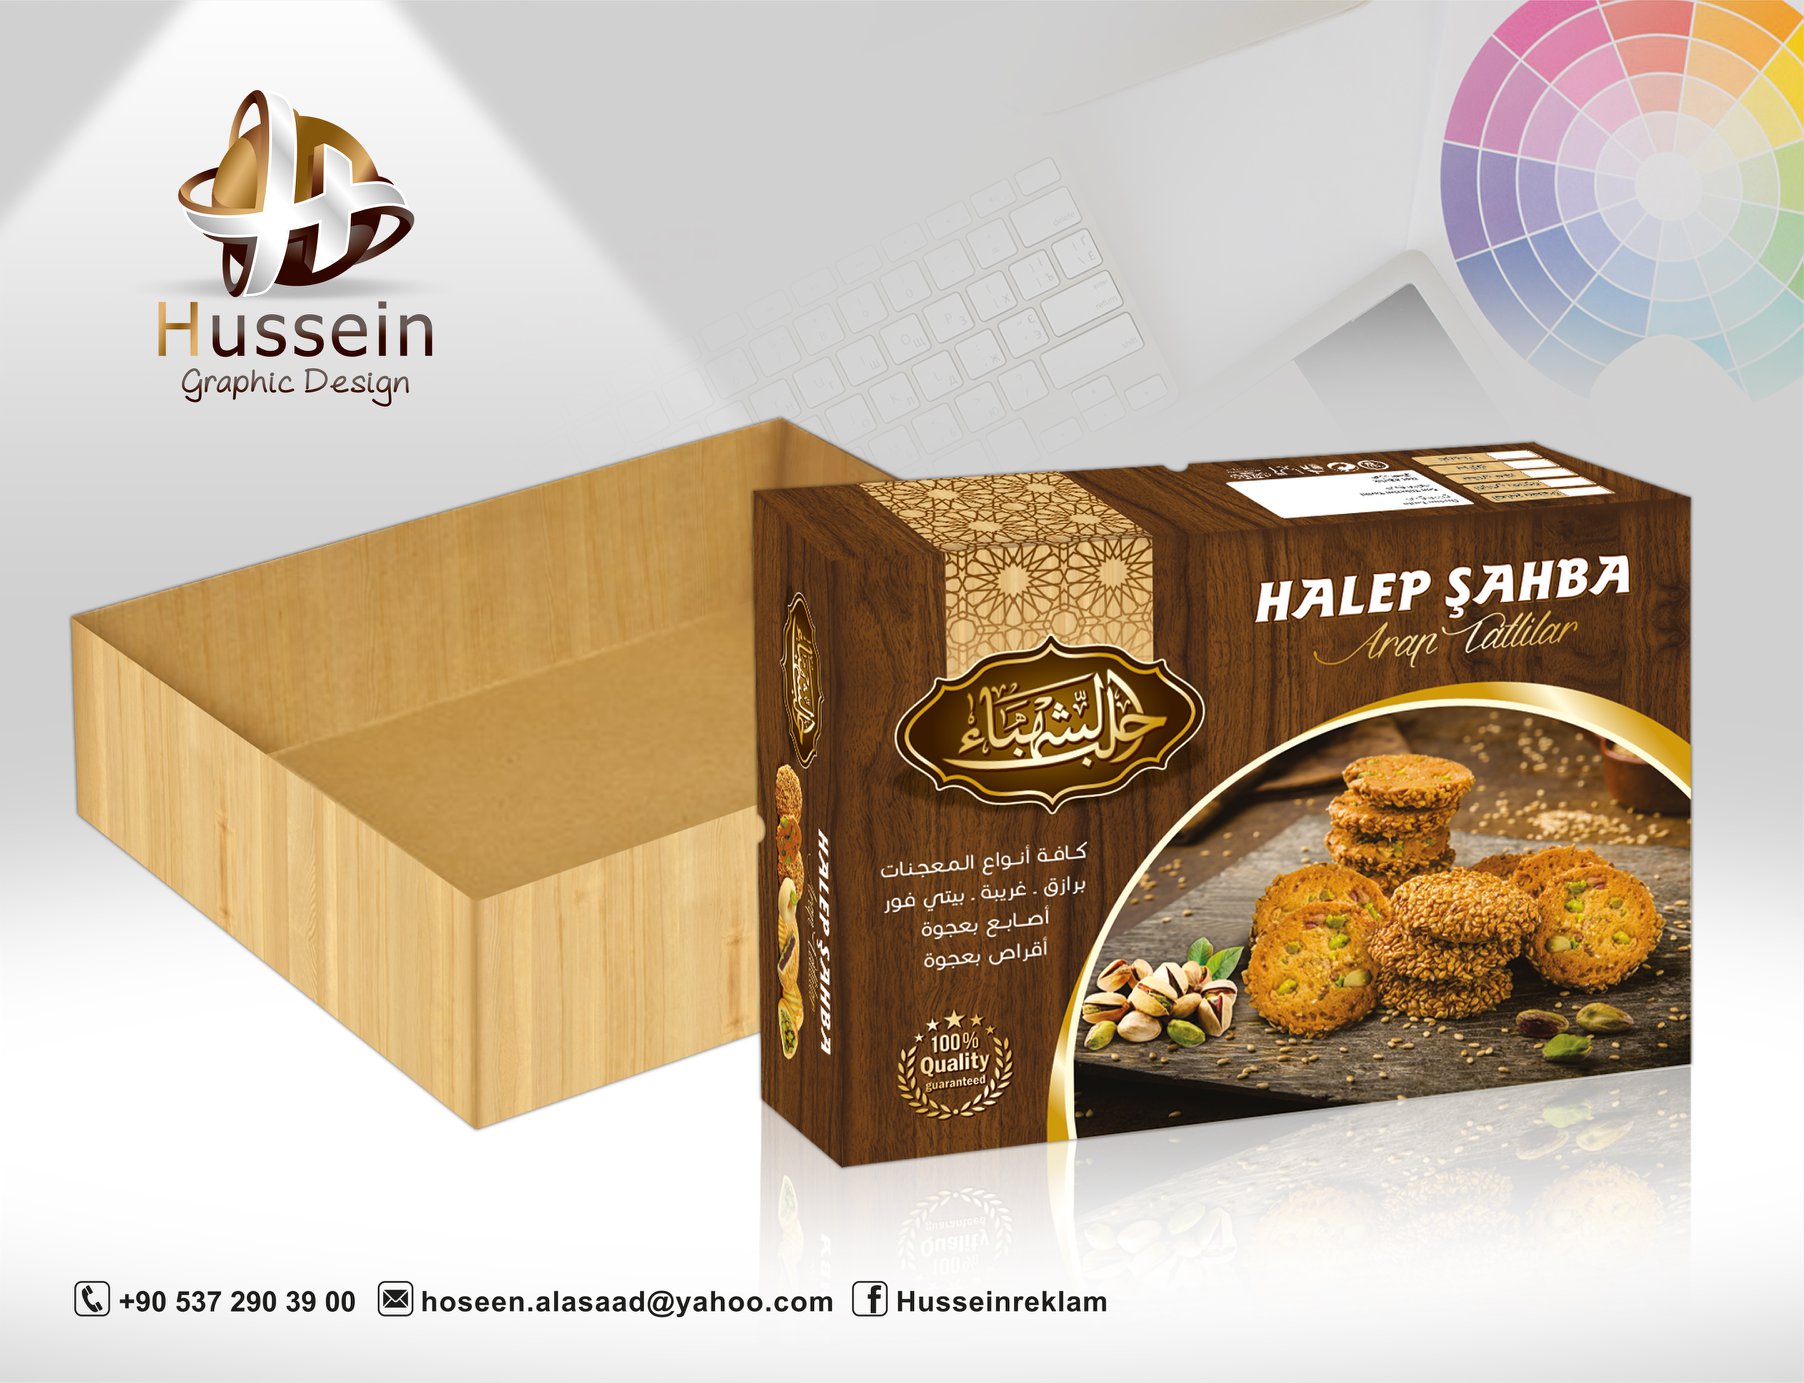 Hussein
Graphic Design
HALEP ŞAHBA
Arap Tatlilar
حلب الشهباء
كافة أنواع المعجنات
برازق . غريبة . بيتي فور
أصابع بعجوة
أقراص بعجوة
100%
Quality
guaranteed
HALEP ŞAHBA
+90 537 290 39 00
hoseen.alasaad@yahoo.com
Husseinreklam